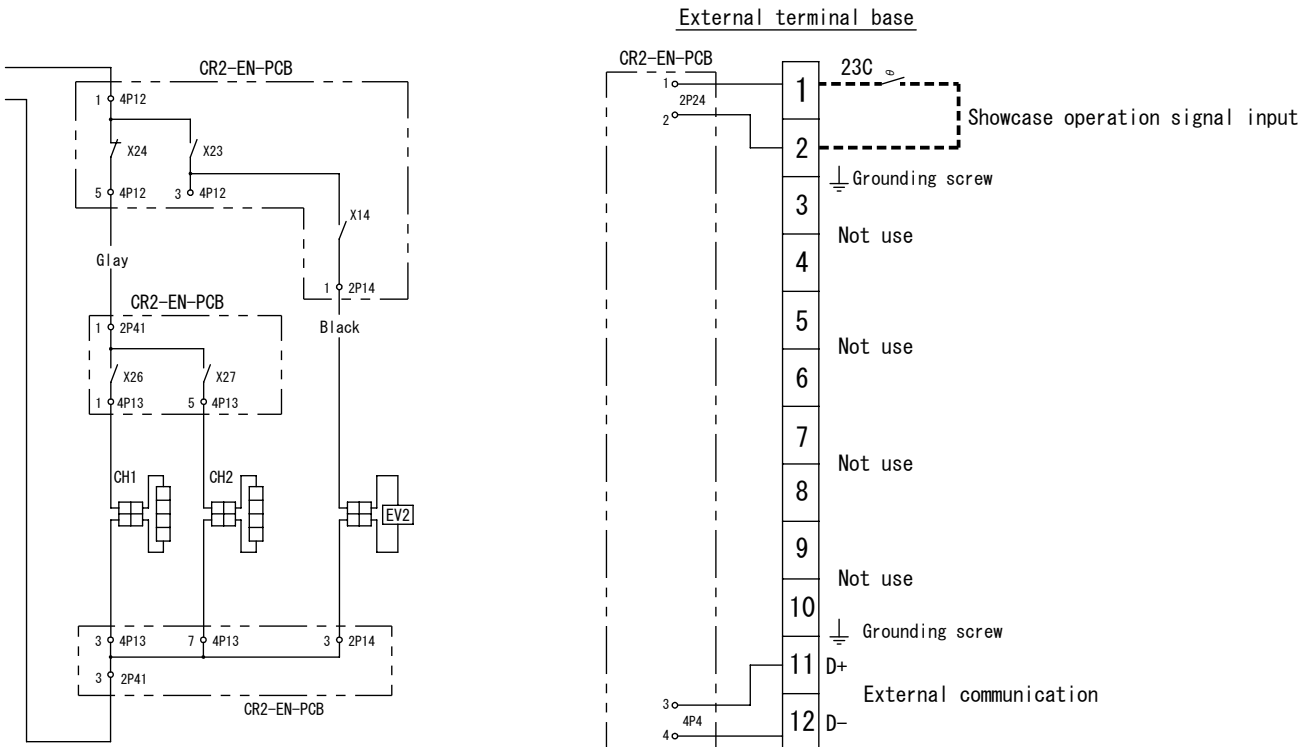 External terminal base
CR2-EN-PCB
1 4P12
X24 X23
5 4P12 3 4P12
X14
Glay
1 2P14
CR2-EN-PCB
Black
1 2P41
X26 X27
1 4P13 5 4P13
CH1 CH2
EV2
3 4P13 7 4P13 3 2P14
3 2P41
CR2-EN-PCB
CR2-EN-PCB
1
2P24
2
1
23C θ
Showcase operation signal input
2
Grounding screw
3
Not use
4
5
Not use
6
7
Not use
8
9
Not use
10
Grounding screw
11 D+
External communication
3
4P4
4
12 D-